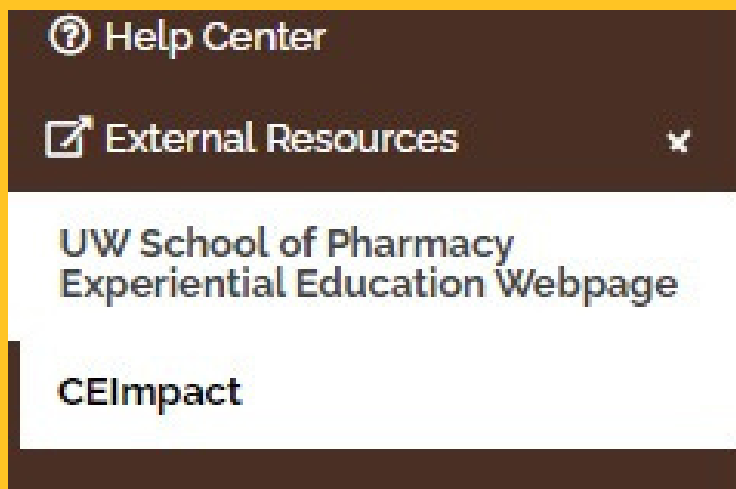 Help Center
External Resources
UW School of Pharmacy
Experiential Education Webpage
CEImpact